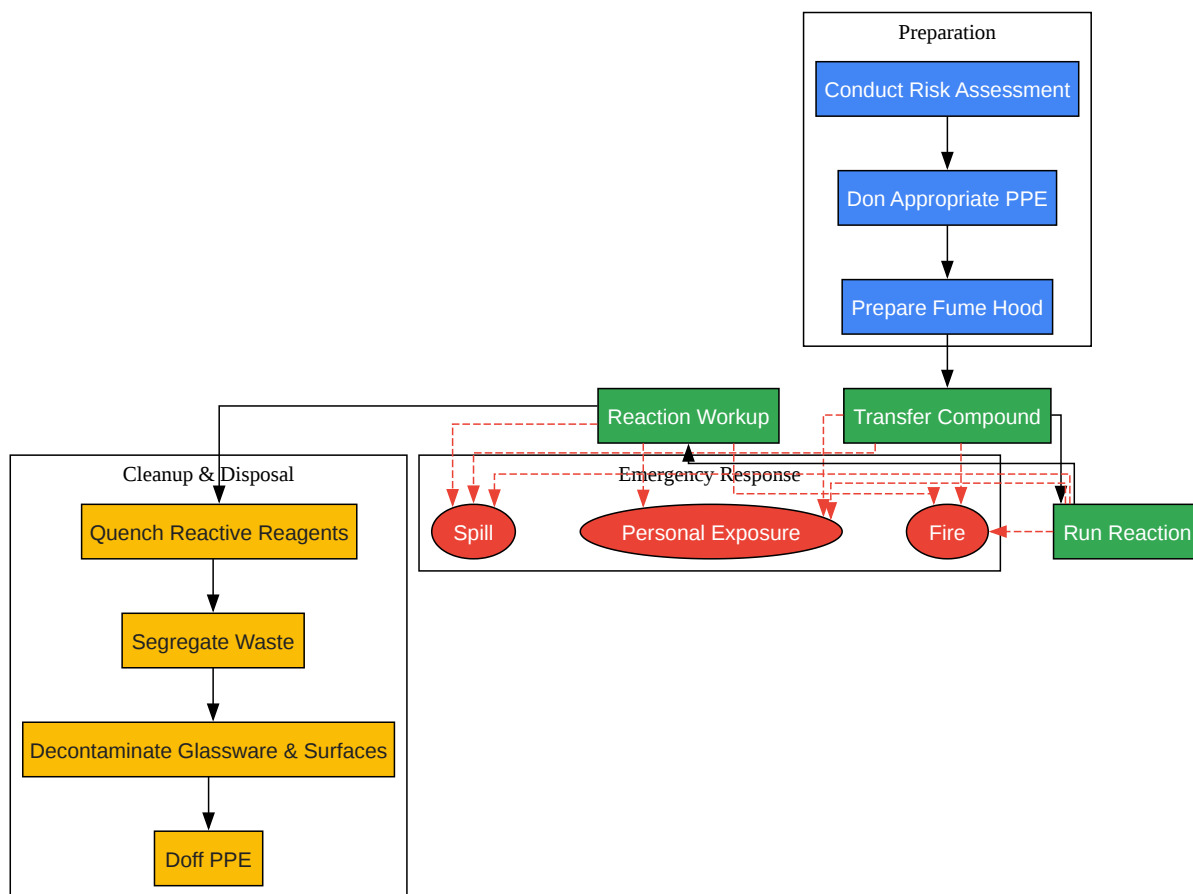 Preparation
Conduct Risk Assessment
Don Appropriate PPE
Prepare Fume Hood
Reaction Workup
Transfer Compound
Cleanup & Disposal
Emergency Response
Quench Reactive Reagents
Spill
Personal Exposure
Fire
Run Reaction
Segregate Waste
Decontaminate Glassware & Surfaces
Doff PPE